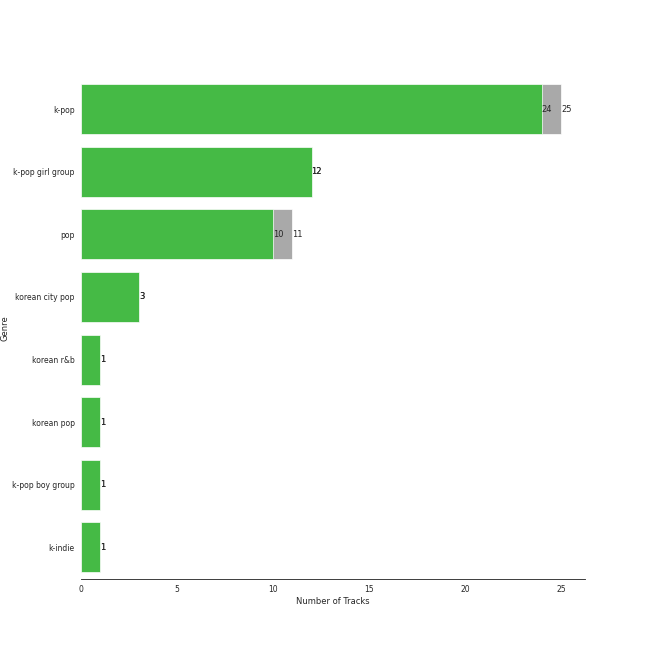 k-pop 24 25
k-pop girl group 12
pop 10 11
korean city pop 3
Genre
korean r&b 1
korean pop 1
k-pop boy group 1
k-indie 1
0 5 10 15 20 25
Number of Tracks